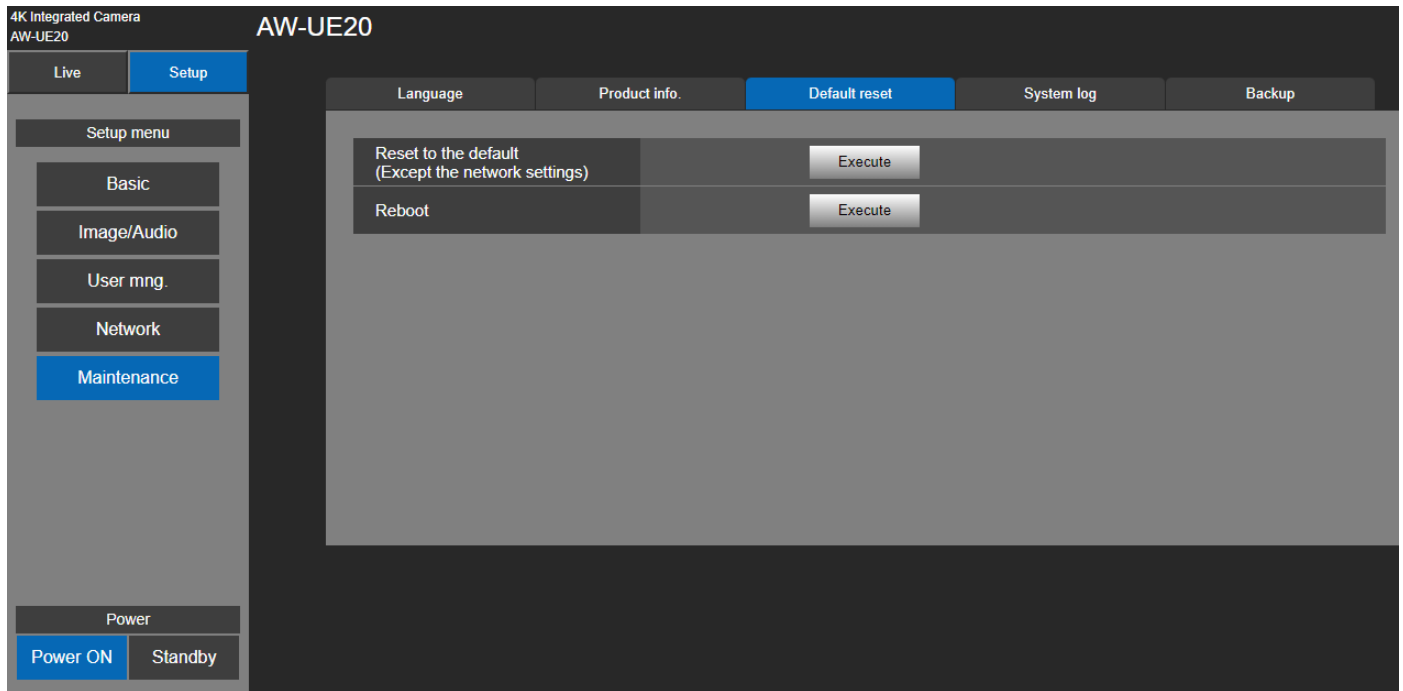 4K Integrated Camera
AW-UE20
AW-UE20
Live
Setup
Setup menu
Basic
Image/Audio
User mng.
Network
Maintenance
Power
Power ON
Standby
Language
Product info.
Default reset
System log
Backup
Reset to the default
(Except the network settings)
Execute
Reboot
Execute